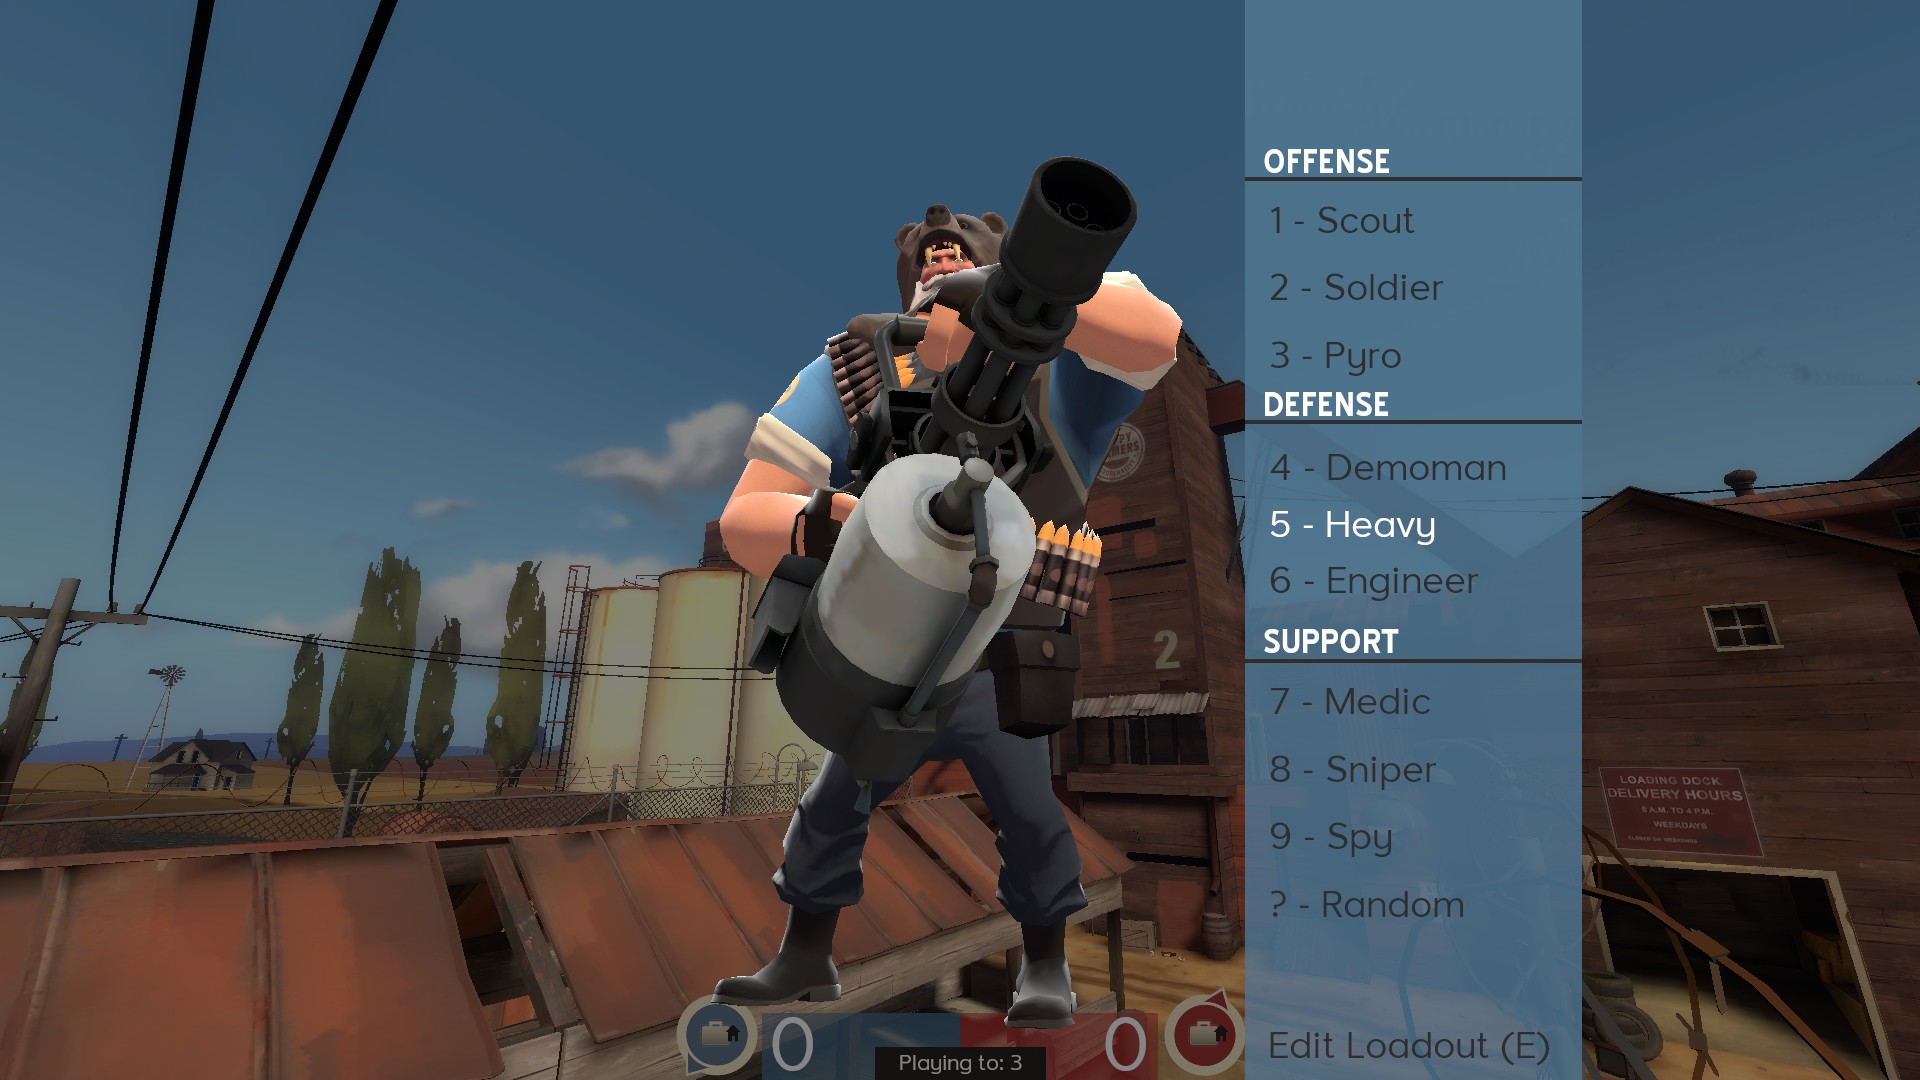 OFFENSE
1 - Scout
2 - Soldier
3 - Pyro
DEFENSE
4 - Demoman
5 - Heavy
6 - Engineer
SUPPORT
7 - Medic
8 - Sniper
9 - Spy
? - Random
Edit Loadout (E)
2
LOADING DOCK
DELIVERY HOURS
8 A.M. TO 4 P.M.
WEEKDAYS
0
0
Playing to: 3